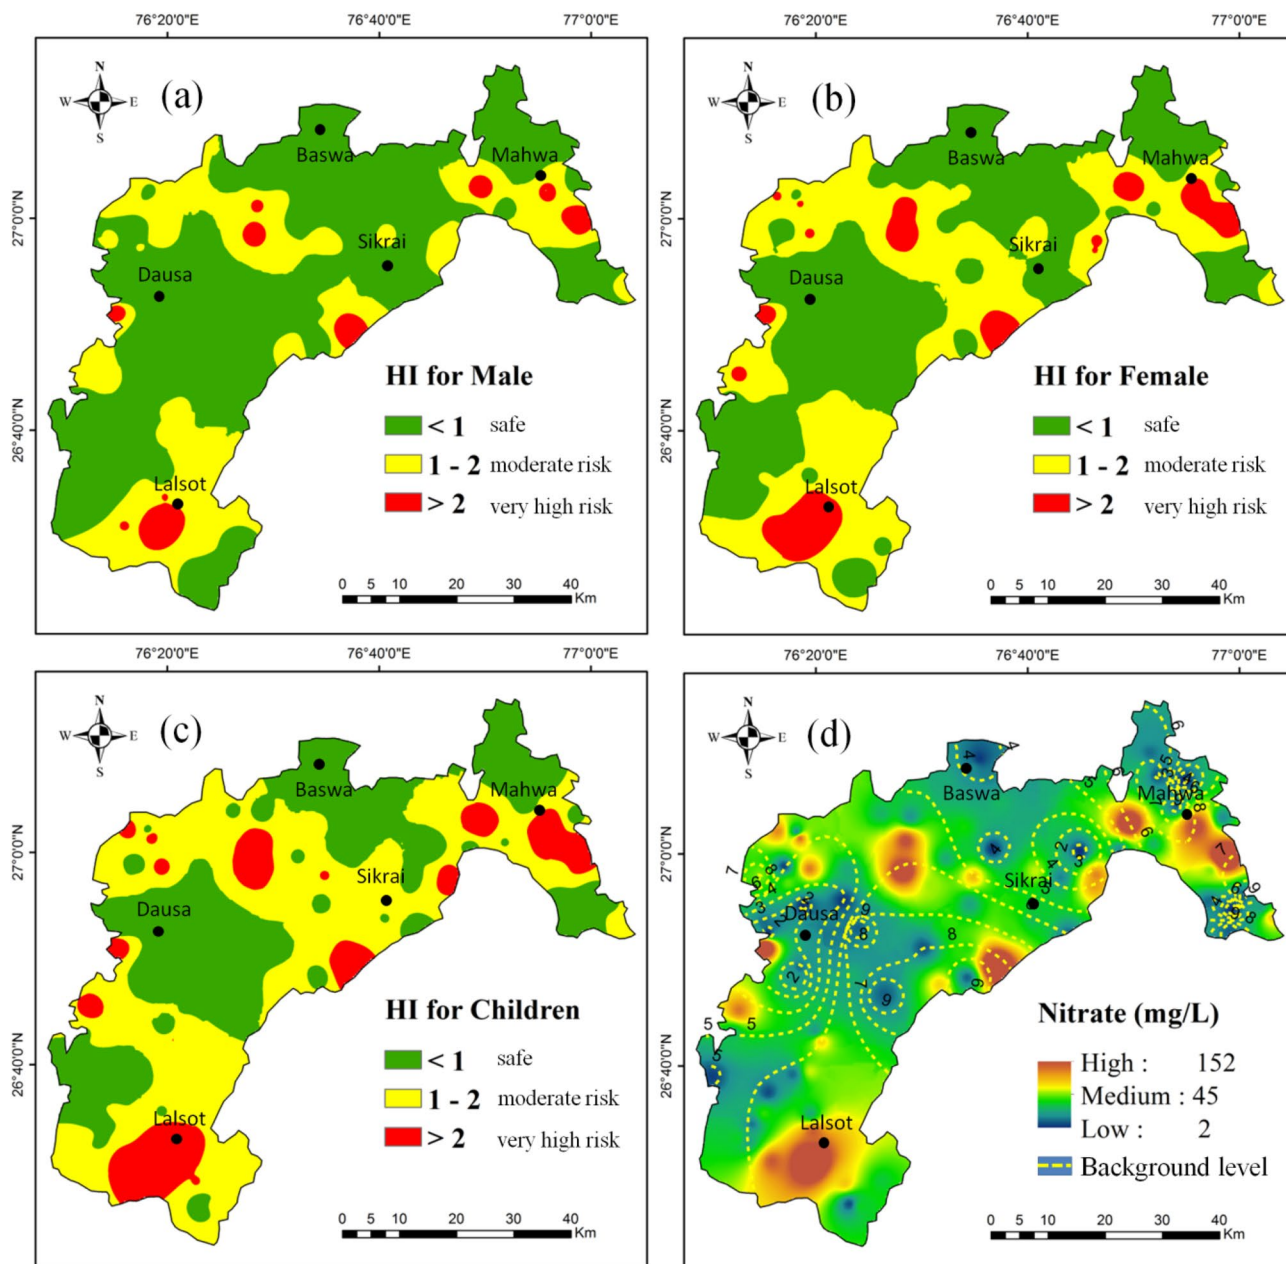 76°20'0"E 76°40'0"E 77°0'0"E
76°20'0"E 76°40'0"E 77°0'0"E
N
W E
S
(a)
Baswa
Mahwa
27°0'0"N
Sikrai
Dausa
HI for Male
< 1 safe
26°40'0"N
1 - 2 moderate risk
Lalsot
> 2 very high risk
0 5 10 20 30 40
Km
N
W E
S
(b)
Baswa
Mahwa
27°0'0"N
Sikrai
Dausa
HI for Female
< 1 safe
26°40'0"N
1 - 2 moderate risk
Lalsot
> 2 very high risk
0 5 10 20 30 40
Km
76°20'0"E 76°40'0"E 77°0'0"E
76°20'0"E 76°40'0"E 77°0'0"E
N
W E
S
(c)
Baswa
Mahwa
27°0'0"N
Sikrai
Dausa
HI for Children
< 1 safe
26°40'0"N
1 - 2 moderate risk
Lalsot
> 2 very high risk
0 5 10 20 30 40
Km
N
W E
S
(d)
Baswa
Mahwa
27°0'0"N
Sikrai
Dausa
Nitrate (mg/L)
High : 152
26°40'0"N
Medium : 45
Low : 2
Lalsot
Background level
0 5 10 20 30 40
Km